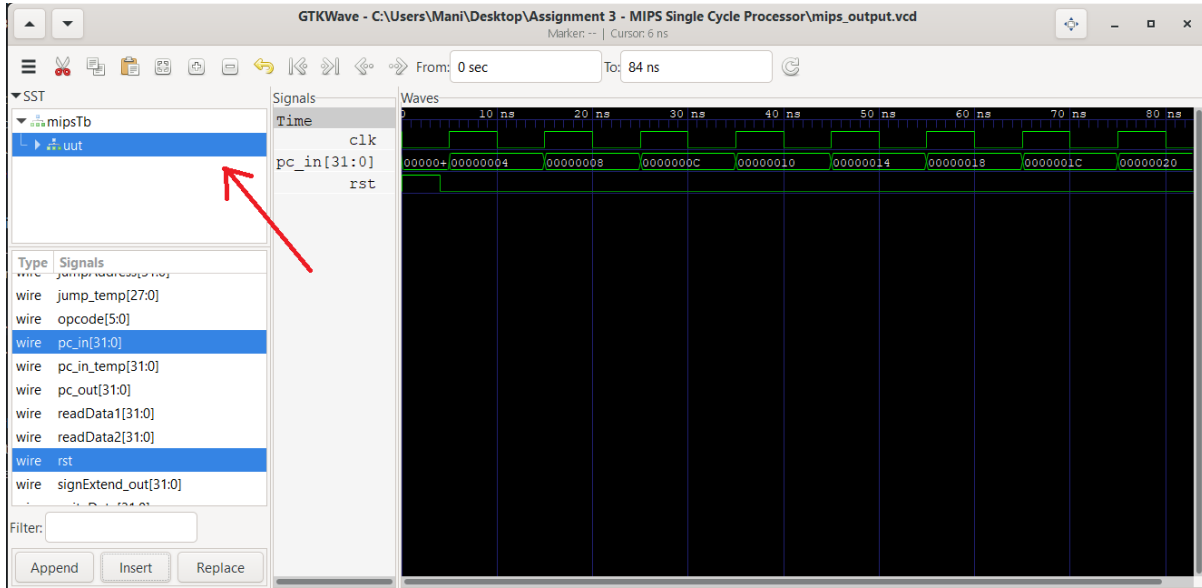 GTKWave - C:\Users\Mani\Desktop\Assignment 3 - MIPS Single Cycle Processor\mips_output.vcd
Marker: -- | Cursor: 6 ns
From: 0 sec To: 84 ns
SST
mipsTb
uut
Type Signals
wire jump_temp[27:0]
wire opcode[5:0]
wire pc_in[31:0]
wire pc_in_temp[31:0]
wire pc_out[31:0]
wire readData1[31:0]
wire readData2[31:0]
wire rst
wire signExtend_out[31:0]
Filter:
Append Insert Replace
Signals
Time
clk
pc_in[31:0]
rst
Waves
10 ns 20 ns 30 ns 40 ns 50 ns 60 ns 70 ns 80 ns
00000+ 00000004 00000008 0000000C 00000010 00000014 00000018 0000001C 00000020